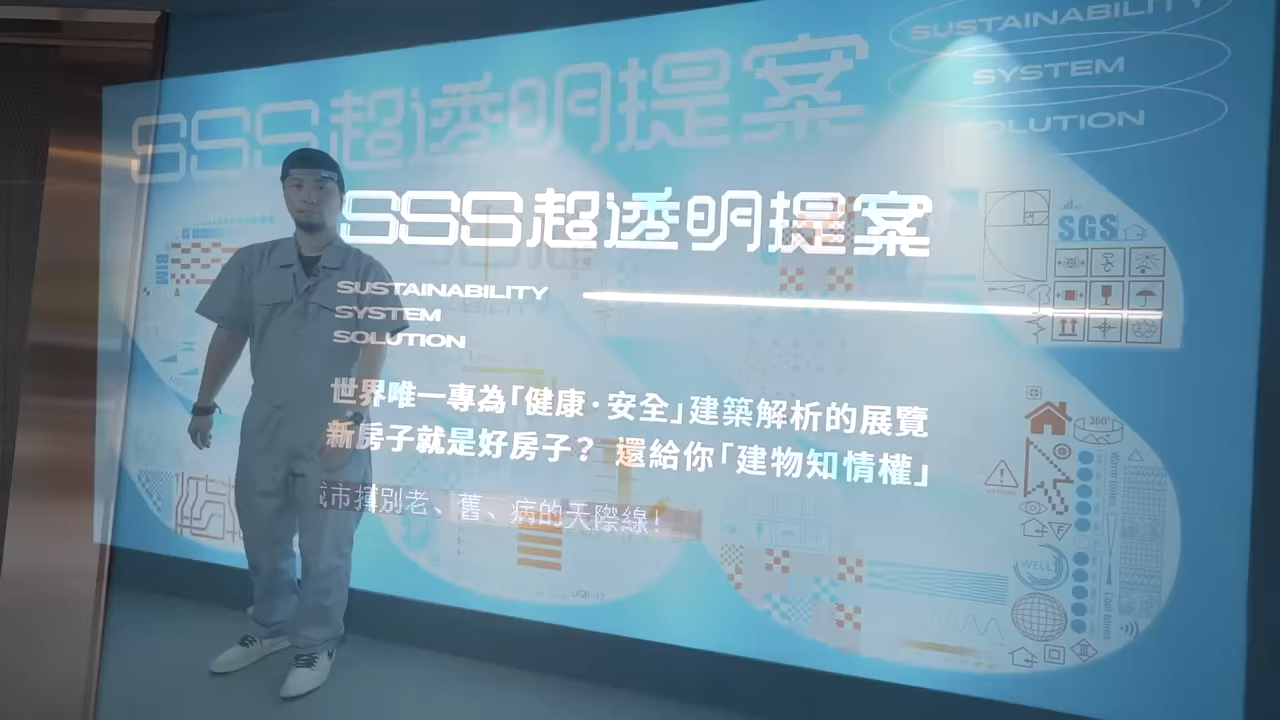 SSS超透明提案
SUSTAINABILITY
SYSTEM
SOLUTION
SSS超透明提案
SUSTAINABILITY
SYSTEM
SOLUTION
世界唯一專為「健康·安全」建築解析的展覽
新房子就是好房子? 還給你「建物知情權」
城市揮別老、舊、病的天際線!
SGS
BIM
360°
WELL